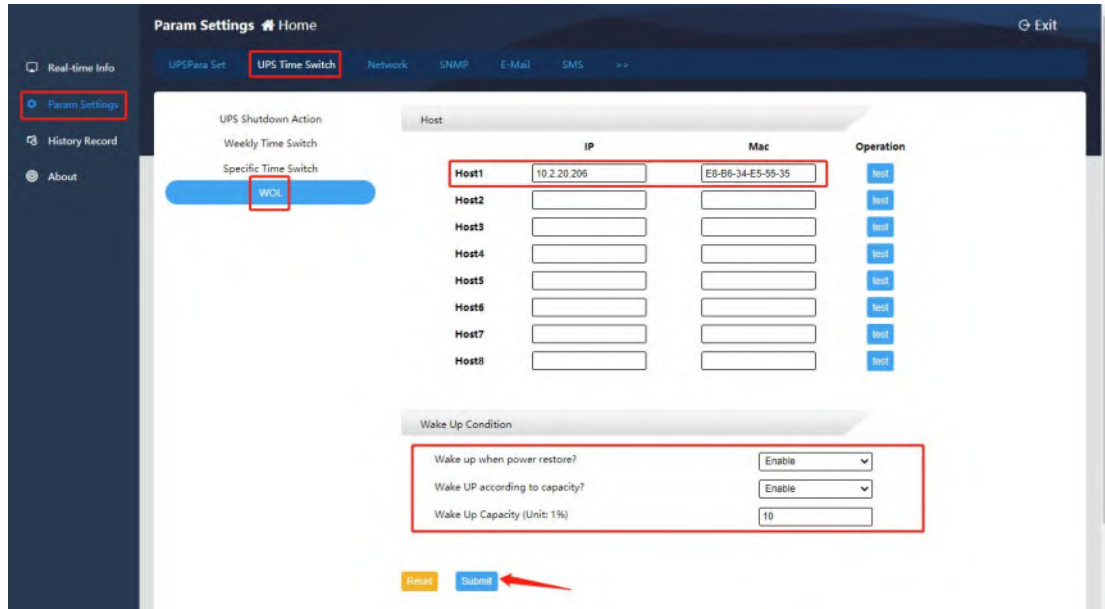 Param Settings Home Exit
Real-time Info
Param Settings
History Record
About
UPSPara Set UPS Time Switch Network SNMP E-Mail SMS >>
UPS Shutdown Action
Weekly Time Switch
Specific Time Switch
WOL
Host
IP Mac Operation
Host1 10.2.20.206 E8-B6-34-E5-55-35 test
Host2 test
Host3 test
Host4 test
Host5 test
Host6 test
Host7 test
Host8 test
Wake Up Condition
Wake up when power restore? Enable
Wake UP according to capacity? Enable
Wake Up Capacity (Unit: 1%) 10
Reset Submit